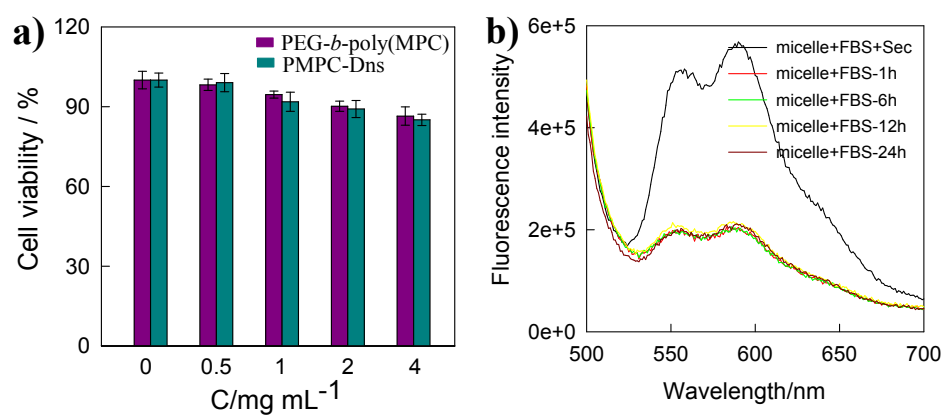 a)
Cell viability / %
120
90
60
30
0
PEG-b-poly(MPC)
PMPC-Dns
0 0.5 1 2 4
C/mg mL-1
b)
Fluorescence intensity
6e+5
4e+5
2e+5
0e+0
micelle+FBS+Sec
micelle+FBS-1h
micelle+FBS-6h
micelle+FBS-12h
micelle+FBS-24h
500 550 600 650 700
Wavelength/nm